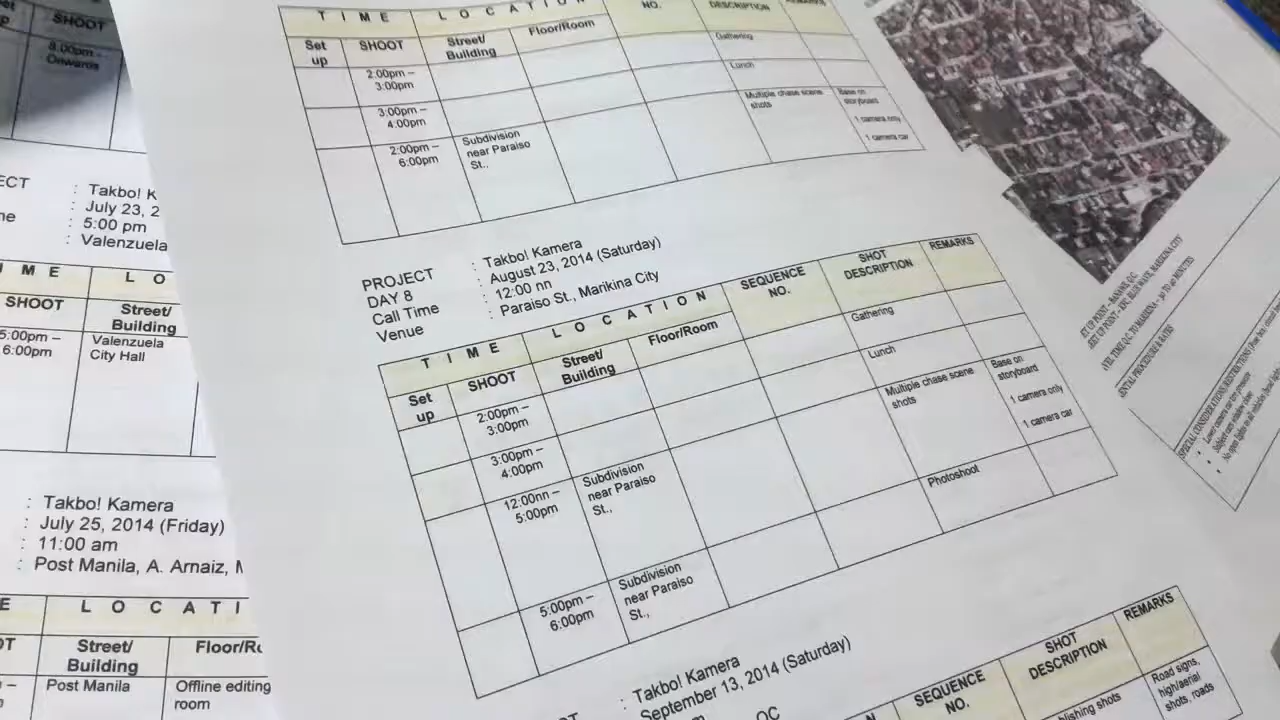 SHOOT
8:00pm –
Onwards
: Takbo! K
: July 23, 2
: 5:00 pm
: Valenzuela
SHOOT
Street/
Building
5:00pm –
6:00pm
Valenzuela
City Hall
: Takbo! Kamera
: July 25, 2014 (Friday)
: 11:00 am
: Post Manila, A. Arnaiz,
L O C A T I
Street/
Building
Floor/R
Post Manila
Offline editing
room
T I M E
L O C A T I O N
NO.
DESCRIPTION
REMARKS
Set
up
SHOOT
Street/
Building
Floor/Room
2:00pm –
3:00pm
Gathering
3:00pm –
4:00pm
Lunch
2:00pm –
6:00pm
Subdivision
near Paraiso
St.,
Multiple chase scene
shots
Base on
storyboard
1 camera only
1 camera car
PROJECT : Takbo! Kamera
DAY 8 : August 23, 2014 (Saturday)
Call Time : 12:00 nn
Venue : Paraiso St., Marikina City
T I M E
L O C A T I O N
SEQUENCE
NO.
SHOT
DESCRIPTION
REMARKS
Set
up
SHOOT
Street/
Building
Floor/Room
2:00pm –
3:00pm
Gathering
3:00pm –
4:00pm
Lunch
12:00nn –
5:00pm
Subdivision
near Paraiso
St.,
Multiple chase scene
shots
Base on
storyboard
1 camera only
1 camera car
5:00pm –
6:00pm
Subdivision
near Paraiso
St.,
Photoshoot
: Takbo! Kamera
: September 13, 2014 (Saturday)
QC
SEQUENCE
NO.
SHOT
DESCRIPTION
REMARKS
shots
Road signs,
high/aerial
shots, roads